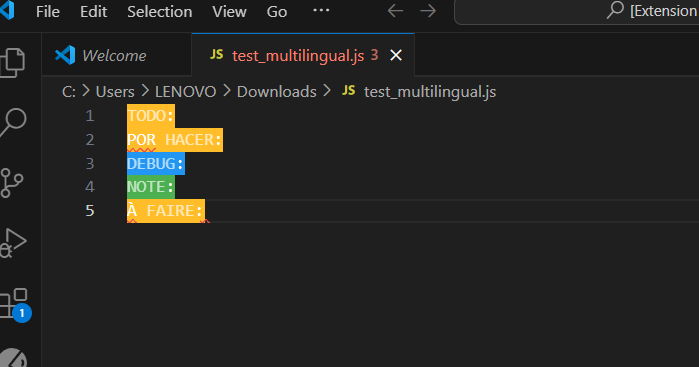 File Edit Selection View Go ··· [Extension
Welcome JS test_multilingual.js 3
C: > Users > LENOVO > Downloads > JS test_multilingual.js
1 TODO:
2 POR HACER:
3 DEBUG:
4 NOTE:
5 À FAIRE:
1